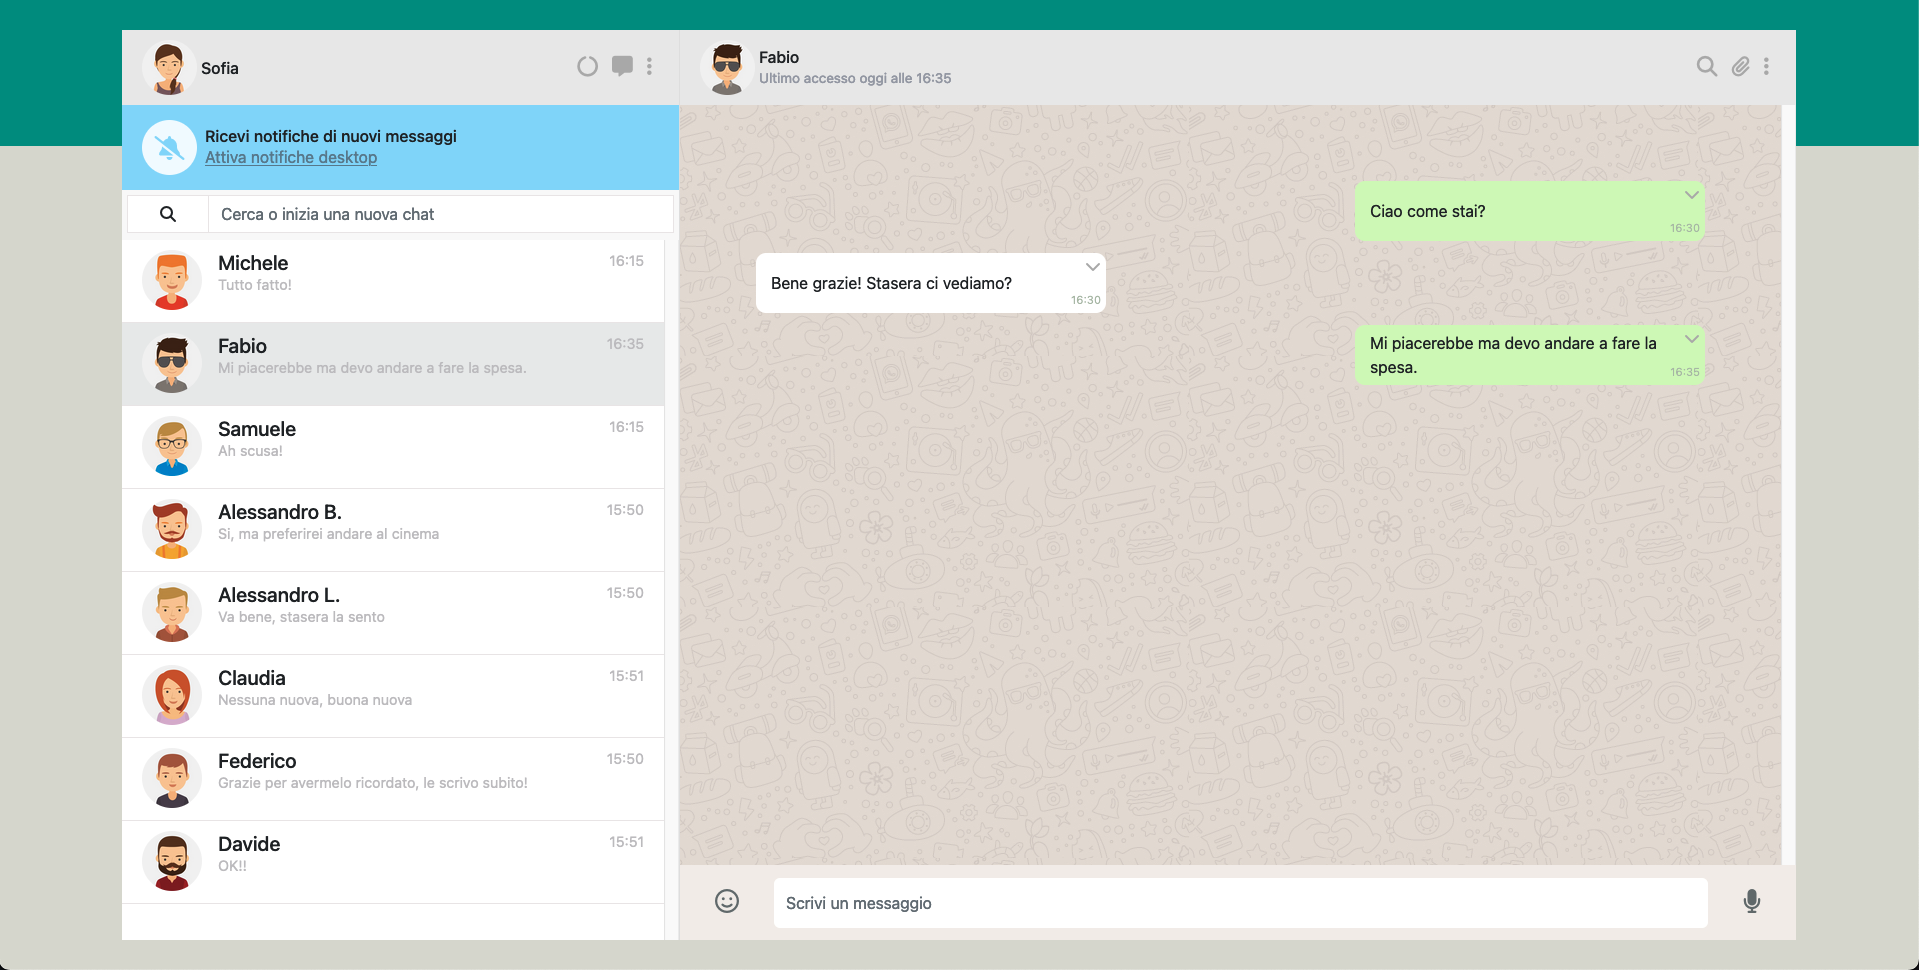 Sofia
Ricevi notifiche di nuovi messaggi
Attiva notifiche desktop
Cerca o inizia una nuova chat
Michele 16:15
Tutto fatto!
Fabio 16:35
Mi piacerebbe ma devo andare a fare la spesa.
Samuele 16:15
Ah scusa!
Alessandro B. 15:50
Si, ma preferirei andare al cinema
Alessandro L. 15:50
Va bene, stasera la sento
Claudia 15:51
Nessuna nuova, buona nuova
Federico 15:50
Grazie per avermelo ricordato, le scrivo subito!
Davide 15:51
OK!!
Fabio
Ultimo accesso oggi alle 16:35
Ciao come stai?
16:30
Bene grazie! Stasera ci vediamo?
16:30
Mi piacerebbe ma devo andare a fare la
spesa.
16:35
Scrivi un messaggio